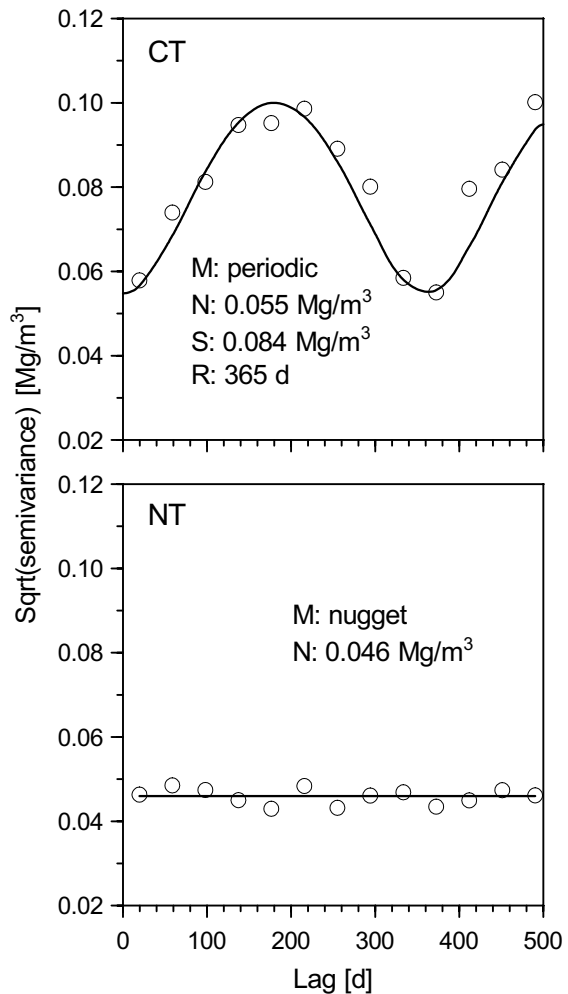 Sqrt(semivariance) [Mg/m³]
0.12
CT
0.10
0.08
M: periodic
N: 0.055 Mg/m³
0.06
S: 0.084 Mg/m³
0.04
R: 365 d
0.02
0.12
NT
0.10
M: nugget
N: 0.046 Mg/m³
0.08
0.06
0.04
0.02
0 100 200 300 400 500
Lag [d]